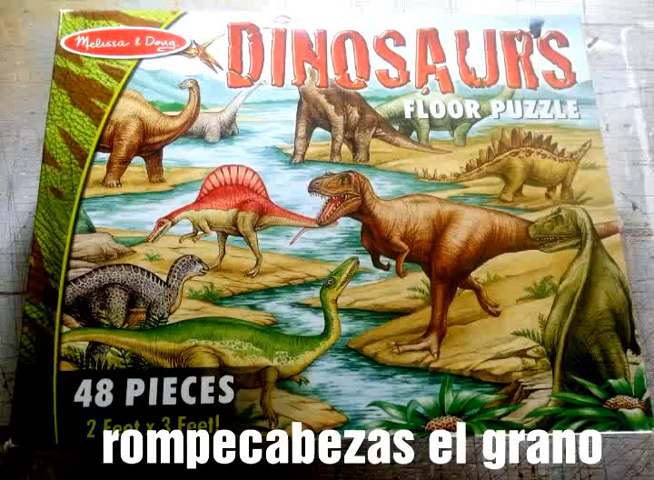 Melissa & Doug
DINOSAURS
FLOOR PUZZLE
48 PIECES
2 Feet x 3 Feet!
rompecabezas el grano